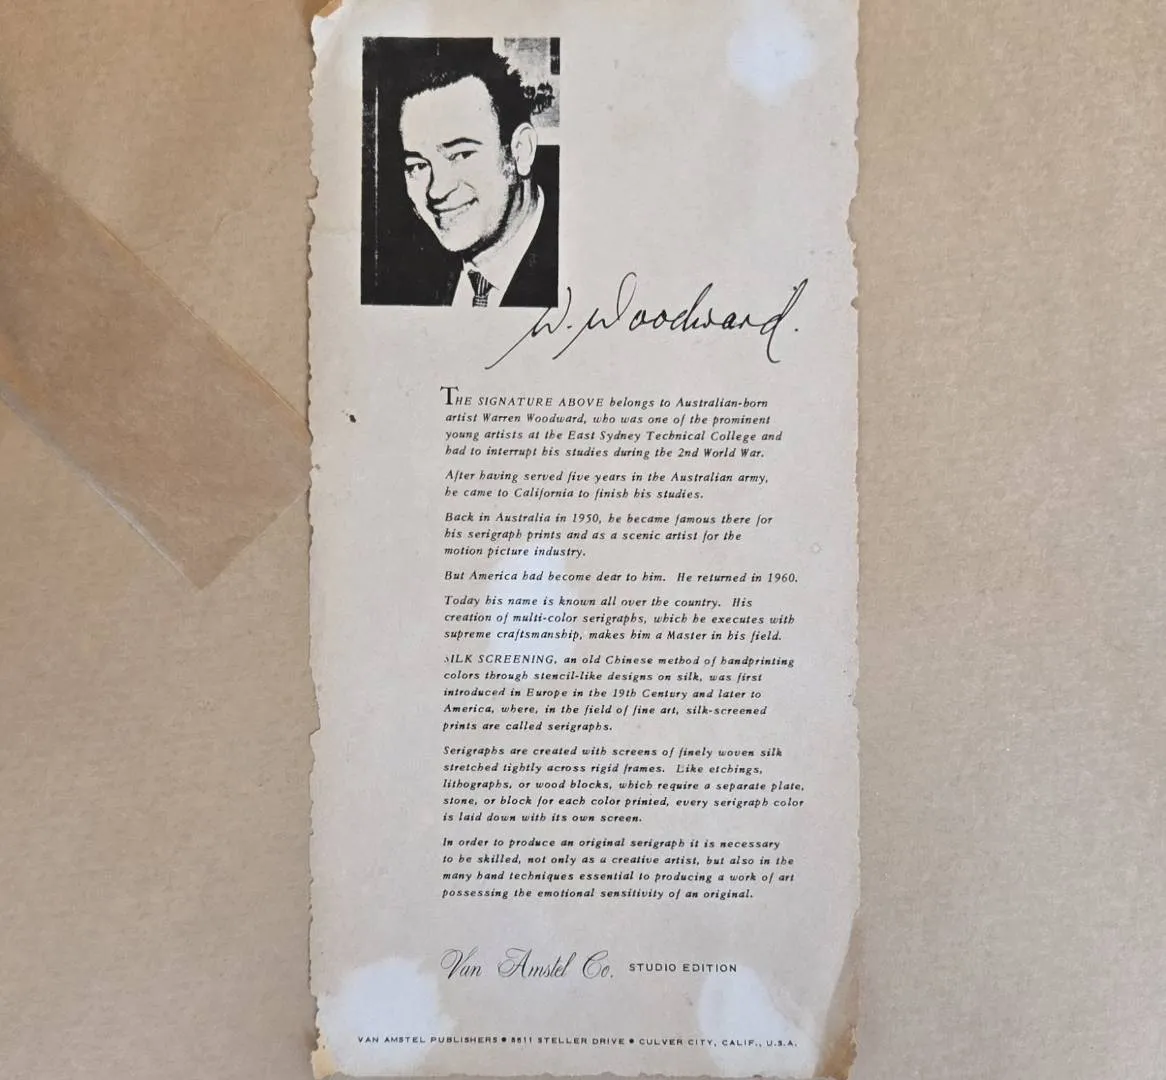 W. Woodward.
THE SIGNATURE ABOVE belongs to Australian-born
artist Warren Woodward, who was one of the prominent
young artists at the East Sydney Technical College and
had to interrupt his studies during the 2nd World War.
After having served five years in the Australian army,
he came to California to finish his studies.
Back in Australia in 1950, he became famous there for
his serigraph prints and as a scenic artist for the
motion picture industry.
But America had become dear to him. He returned in 1960.
Today his name is known all over the country. His
creation of multi-color serigraphs, which he executes with
supreme craftsmanship, makes him a Master in his field.
SILK SCREENING, an old Chinese method of handprinting
colors through stencil-like designs on silk, was first
introduced in Europe in the 19th Century and later to
America, where, in the field of fine art, silk-screened
prints are called serigraphs.
Serigraphs are created with screens of finely woven silk
stretched tightly across rigid frames. Like etchings,
lithographs, or wood blocks, which require a separate plate,
stone, or block for each color printed, every serigraph color
is laid down with its own screen.
In order to produce an original serigraph it is necessary
to be skilled, not only as a creative artist, but also in the
many hand techniques essential to producing a work of art
possessing the emotional sensitivity of an original.
Van Amstel Co. STUDIO EDITION
VAN AMSTEL PUBLISHERS • 8611 STELLER DRIVE • CULVER CITY, CALIF., U.S.A.